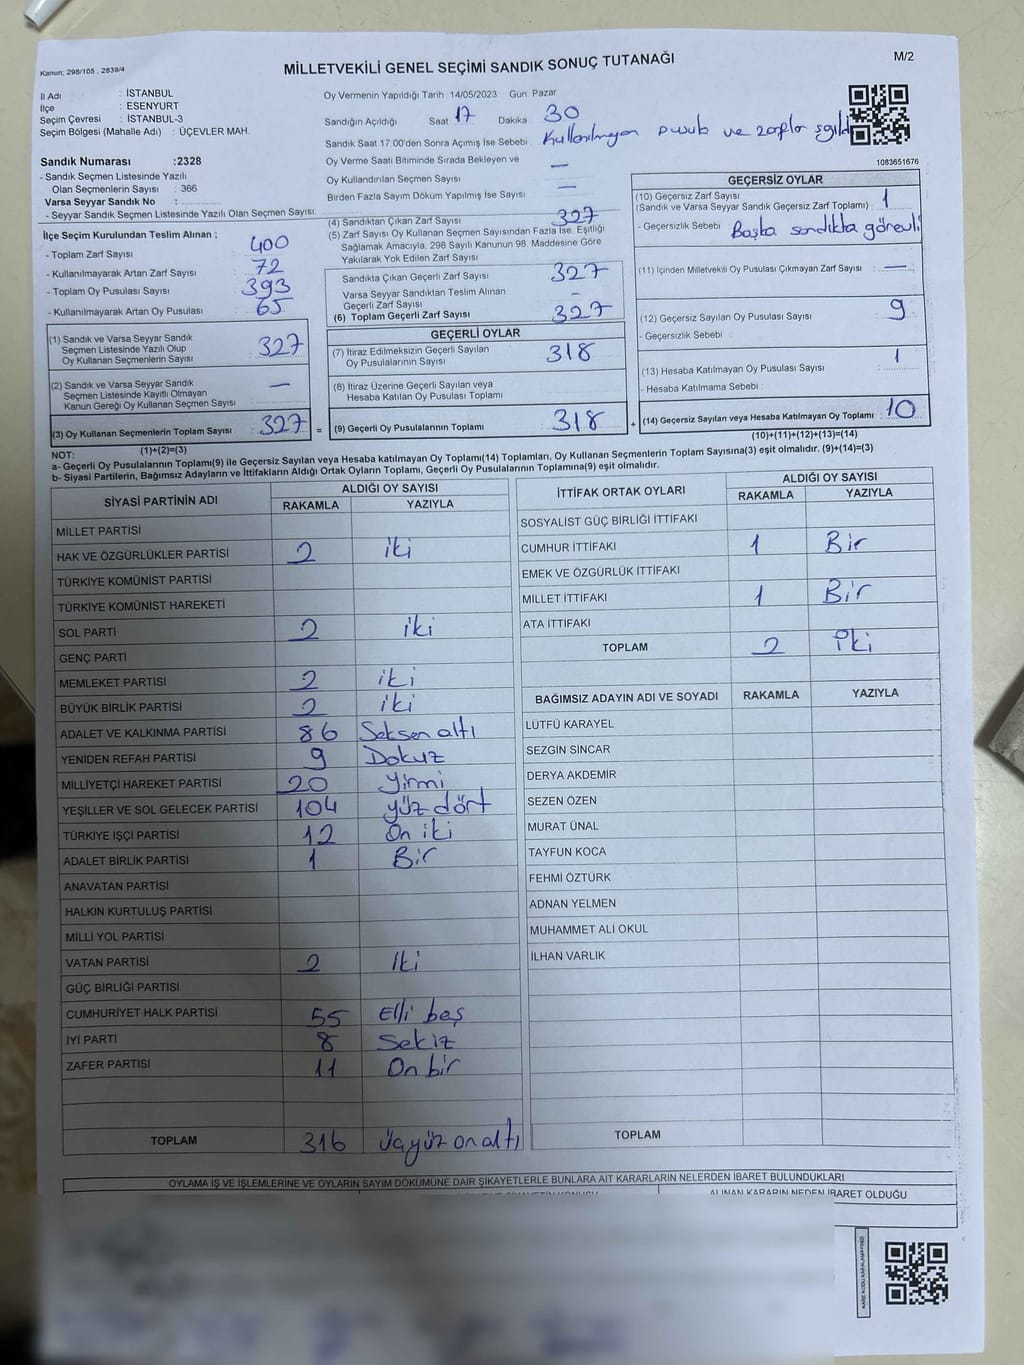 Kanun; 298/105 , 2839/4
MİLLETVEKİLİ GENEL SEÇİMİ SANDIK SONUÇ TUTANAĞI
M/2
İl Adı : İSTANBUL
İlçe : ESENYURT
Seçim Çevresi : İSTANBUL-3
Seçim Bölgesi (Mahalle Adı) : ÜÇEVLER MAH.
Sandık Numarası :2328
- Sandık Seçmen Listesinde Yazılı
Olan Seçmenlerin Sayısı : 366
Varsa Seyyar Sandık No :
- Seyyar Sandık Seçmen Listesinde Yazılı Olan Seçmen Sayısı:
Oy Vermenin Yapıldığı Tarih :14/05/2023 Gün: Pazar
Sandığın Açıldığı Saat 17 Dakika 30
Sandık Saat 17:00'den Sonra Açımış İse Sebebi Kullanılmayan pusula ve zarflar
Oy Verme Saati Bitiminde Sırada Bekleyen ve
Oy Kullandırılan Seçmen Sayısı —
Birden Fazla Sayım Döküm Yapılmış İse Sayısı —
1083651676
İlçe Seçim Kurulundan Teslim Alınan ;
- Toplam Zarf Sayısı 400
- Kullanılmayarak Artan Zarf Sayısı 72
- Toplam Oy Pusulası Sayısı 393
- Kullanılmayarak Artan Oy Pusulası 65
(1) Sandık ve Varsa Seyyar Sandık
Seçmen Listesinde Yazılı Olup
Oy Kullanan Seçmenlerin Sayısı 327
(2) Sandık ve Varsa Seyyar Sandık
Seçmen Listesinde Kayıtlı Olmayan
Kanun Gereği Oy Kullanan Seçmen Sayısı —
(3) Oy Kullanan Seçmenlerin Toplam Sayısı : 327 =
(1)+(2)=(3)
(4) Sandıktan Çıkan Zarf Sayısı 327
(5) Zarf Sayısı Oy Kullanan Seçmen Sayısından Fazla İse, Eşitliği
Sağlamak Amacıyla, 298 Sayılı Kanunun 98. Maddesine Göre
Yakılarak Yok Edilen Zarf Sayısı
Sandıkta Çıkan Geçerli Zarf Sayısı 327
Varsa Seyyar Sandıktan Teslim Alınan
Geçerli Zarf Sayısı -
(6) Toplam Geçerli Zarf Sayısı 327
GEÇERLİ OYLAR
(7) İtiraz Edilmeksizin Geçerli Sayılan
Oy Pusulalarının Sayısı 318
(8) İtiraz Üzerine Geçerli Sayılan veya
Hesaba Katılan Oy Pusulası Toplamı
(9) Geçerli Oy Pusulalarının Toplamı 318 +
GEÇERSİZ OYLAR
(10) Geçersiz Zarf Sayısı 1
(Sandık ve Varsa Seyyar Sandık Geçersiz Zarf Toplamı) :
- Geçersizlik Sebebi : Başka sandıkta görevli
(11) İçinden Milletvekili Oy Pusulası Çıkmayan Zarf Sayısı : —
(12) Geçersiz Sayılan Oy Pusulası Sayısı : 9
- Geçersizlik Sebebi :
(13) Hesaba Katılmayan Oy Pusulası Sayısı : 1
- Hesaba Katılmama Sebebi :
(14) Geçersiz Sayılan veya Hesaba Katılmayan Oy Toplamı : 10
(10)+(11)+(12)+(13)=(14)
NOT:
a- Geçerli Oy Pusulalarının Toplamı(9) ile Geçersiz Sayılan veya Hesaba katılmayan Oy Toplamı(14) Toplamları, Oy Kullanan Seçmenlerin Toplam Sayısına(3) eşit olmalıdır. (9)+(14)=(3)
b- Siyasi Partilerin, Bağımsız Adayların ve İttifakların Aldığı Ortak Oyların Toplamı, Geçerli Oy Pusulalarının Toplamına(9) eşit olmalıdır.
SİYASİ PARTİNİN ADI ALDIĞI OY SAYISI
RAKAMLA YAZIYLA
MİLLET PARTİSİ
HAK VE ÖZGÜRLÜKLER PARTİSİ 2 iki
TÜRKİYE KOMÜNİST PARTİSİ
TÜRKİYE KOMÜNİST HAREKETİ
SOL PARTİ 2 iki
GENÇ PARTİ
MEMLEKET PARTİSİ 2 iki
BÜYÜK BİRLİK PARTİSİ 2 iki
ADALET VE KALKINMA PARTİSİ 86 Seksen altı
YENİDEN REFAH PARTİSİ 9 Dokuz
MİLLİYETÇİ HAREKET PARTİSİ 20 yirmi
YEŞİLLER VE SOL GELECEK PARTİSİ 104 yüz dört
TÜRKİYE İŞÇİ PARTİSİ 12 On iki
ADALET BİRLİK PARTİSİ 1 Bir
ANAVATAN PARTİSİ
HALKIN KURTULUŞ PARTİSİ
MİLLİ YOL PARTİSİ
VATAN PARTİSİ 2 İki
GÜÇ BİRLİĞİ PARTİSİ
CUMHURİYET HALK PARTİSİ 55 Elli beş
İYİ PARTİ 8 Sekiz
ZAFER PARTİSİ 11 On bir
TOPLAM 316 üçyüz onaltı
İTTİFAK ORTAK OYLARI ALDIĞI OY SAYISI
RAKAMLA YAZIYLA
SOSYALİST GÜÇ BİRLİĞİ İTTİFAKI
CUMHUR İTTİFAKI 1 Bir
EMEK VE ÖZGÜRLÜK İTTİFAKI
MİLLET İTTİFAKI 1 Bir
ATA İTTİFAKI
TOPLAM 2 İki
BAĞIMSIZ ADAYIN ADI VE SOYADI RAKAMLA YAZIYLA
LÜTFÜ KARAYEL
SEZGİN SİNCAR
DERYA AKDEMİR
SEZEN ÖZEN
MURAT ÜNAL
TAYFUN KOCA
FEHMİ ÖZTÜRK
ADNAN YELMEN
MUHAMMET ALİ OKUL
İLHAN VARLIK
TOPLAM
OYLAMA İŞ VE İŞLEMLERİNE VE OYLARIN SAYIM DÖKÜMÜNE DAİR ŞİKAYETLERLE BUNLARA AİT KARARLARIN NELERDEN İBARET BULUNDUKLARI
ALINAN KARARIN NEDEN İBARET OLDUĞU
KAREKODU KARALAMAYINIZ!